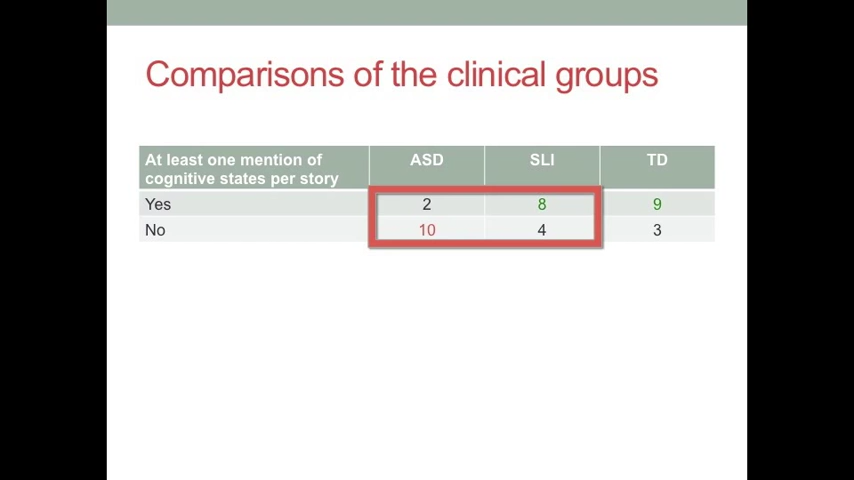 Comparisons of the clinical groups
At least one mention of cognitive states per story ASD SLI TD
Yes 2 8 9
No 10 4 3